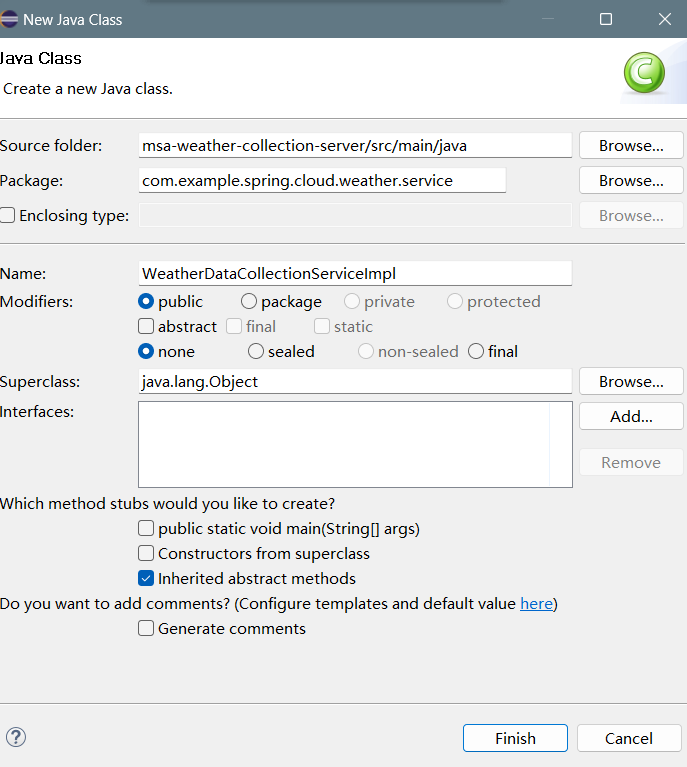 New Java Class
Java Class
Create a new Java class.
Source folder: msa-weather-collection-server/src/main/java Browse...
Package: com.example.spring.cloud.weather.service Browse...
Enclosing type: Browse...
Name: WeatherDataCollectionServiceImpl
Modifiers: public package private protected
abstract final static
none sealed non-sealed final
Superclass: java.lang.Object Browse...
Interfaces: Add...
Remove
Which method stubs would you like to create?
public static void main(String[] args)
Constructors from superclass
Inherited abstract methods
Do you want to add comments? (Configure templates and default value here)
Generate comments
? Finish Cancel